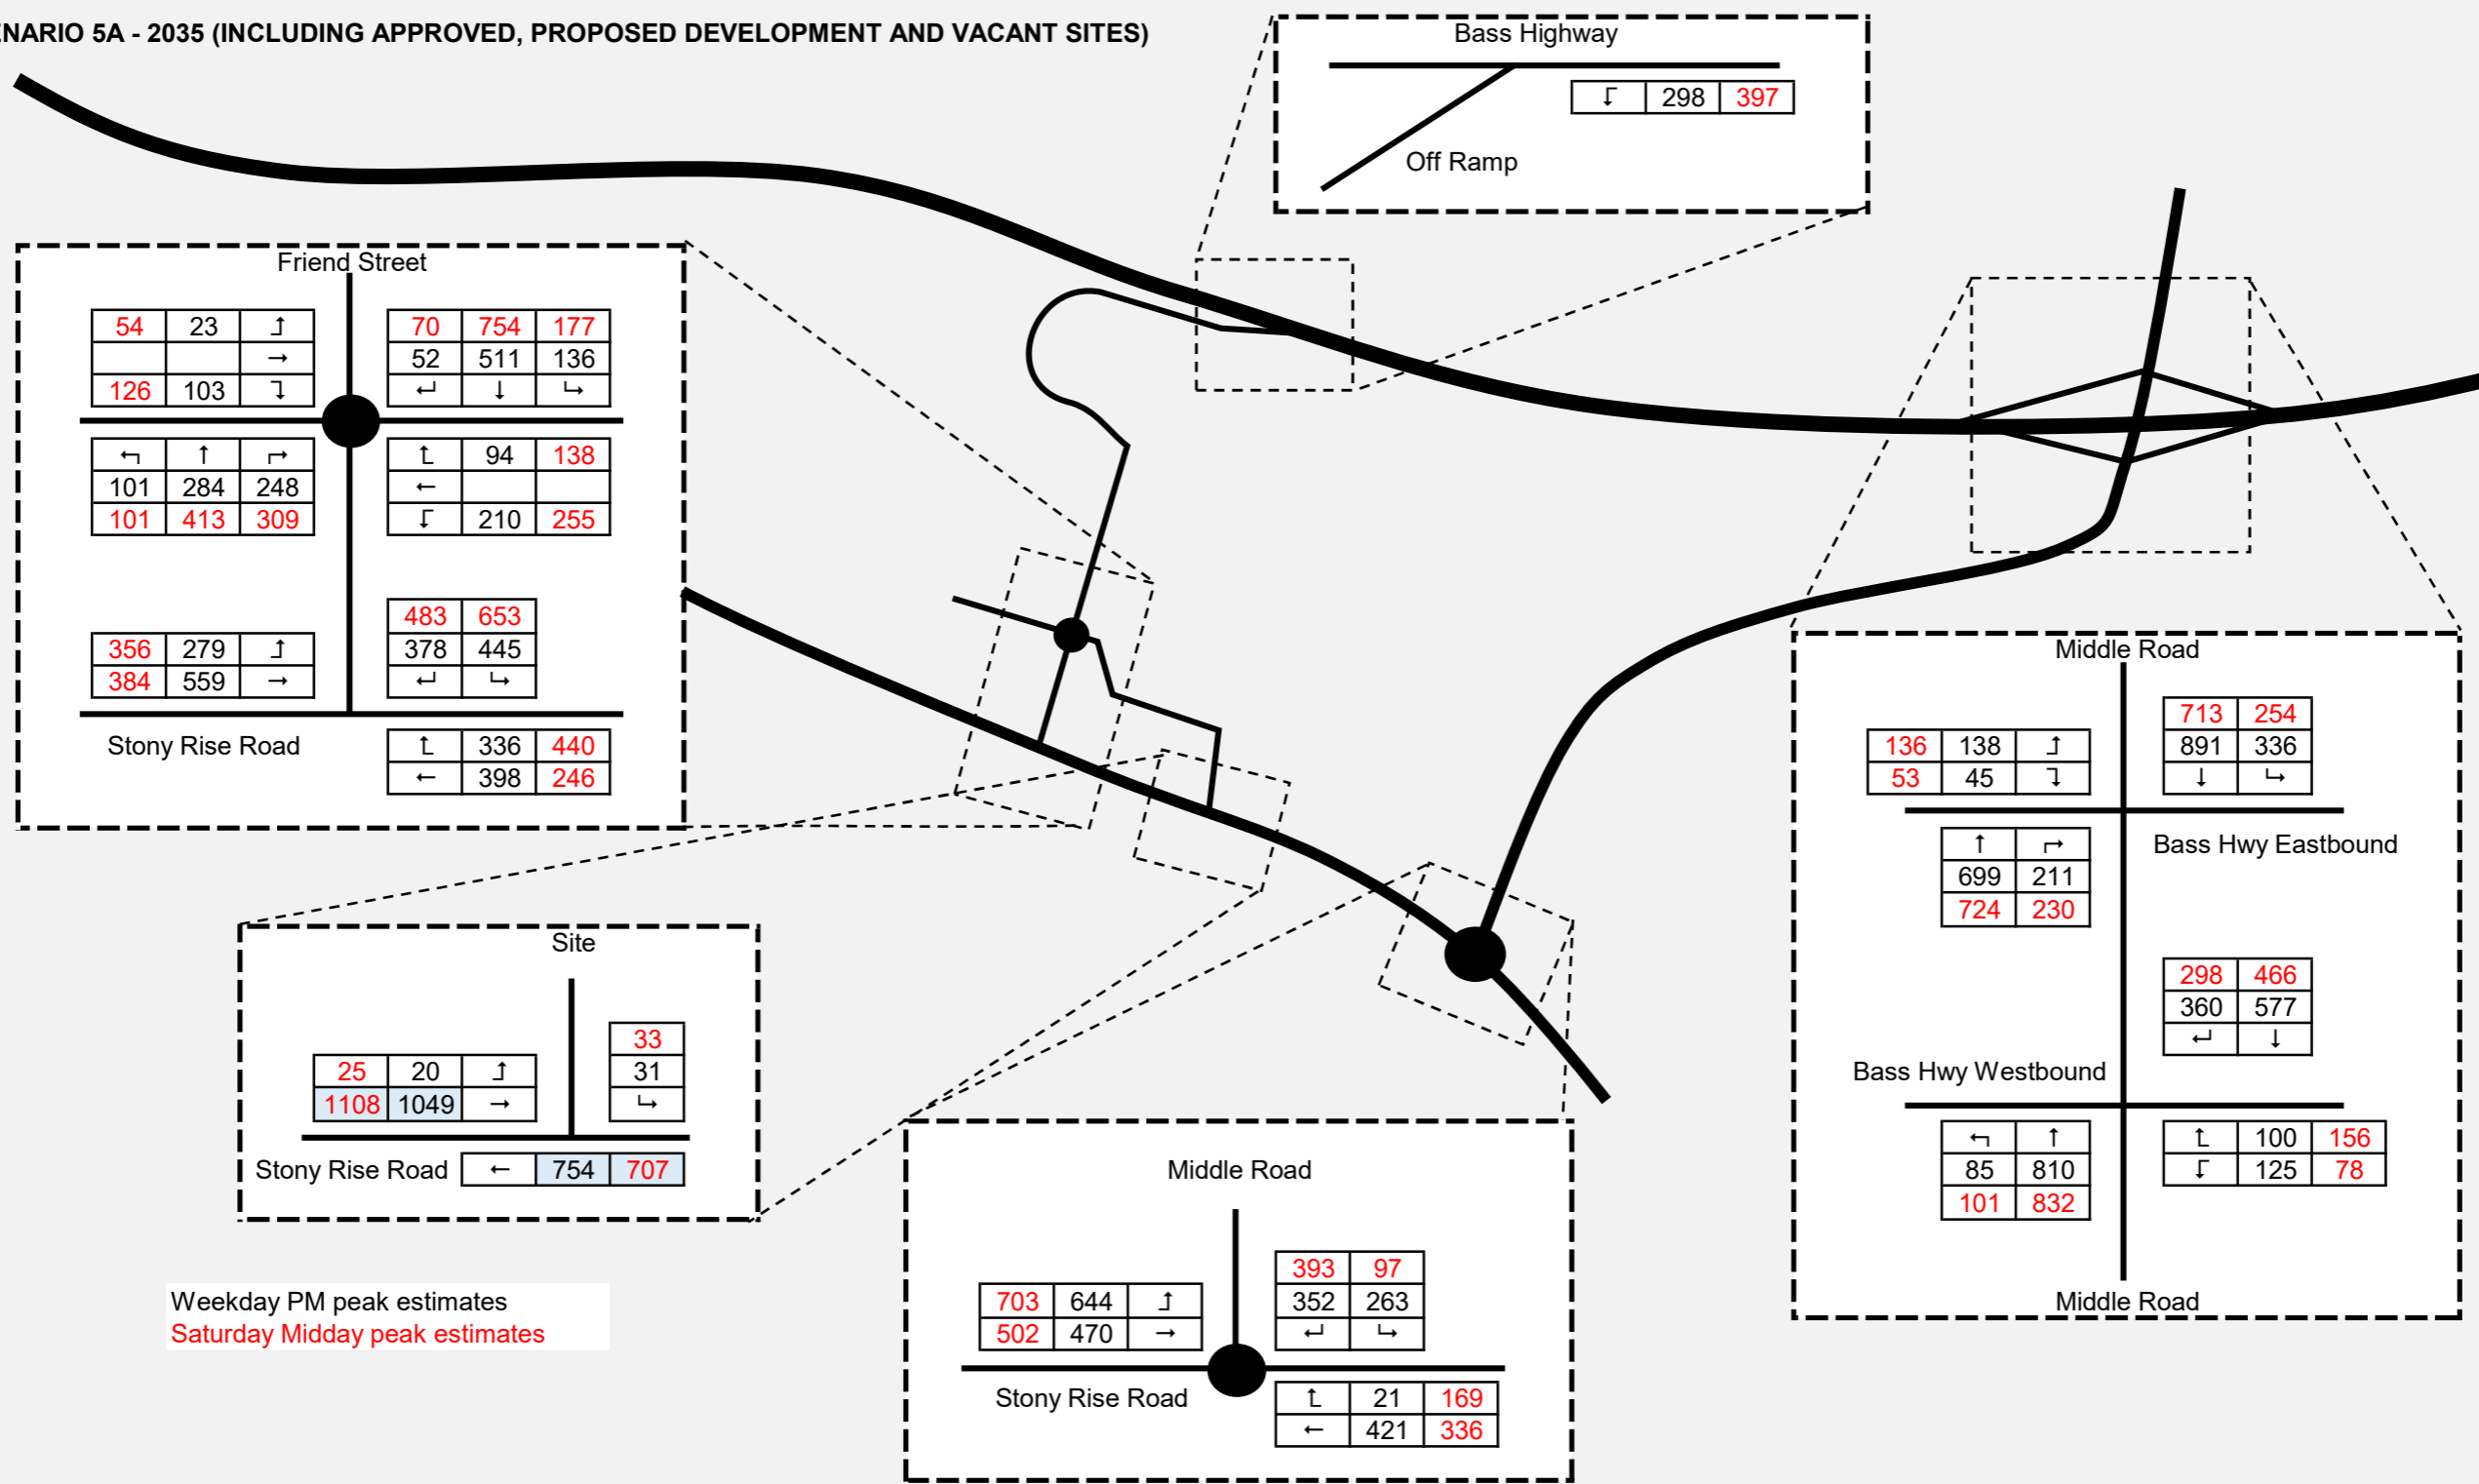 ENARIO 5A - 2035 (INCLUDING APPROVED, PROPOSED DEVELOPMENT AND VACANT SITES)
Bass Highway
↲ 298 397
Off Ramp
Friend Street
54 23 ⮥
→
126 103 ⮧
70 754 177
52 511 136
↵ ↓ ↳
↰ ↑ ↱
101 284 248
101 413 309
↑ 94 138
←
↓ 210 255
483 653
378 445
↵ ↳
356 279 ⮥
384 559 →
Stony Rise Road
↑ 336 440
← 398 246
Site
33
31
↳
25 20 ⮥
1108 1049 →
Stony Rise Road
← 754 707
Weekday PM peak estimates
Saturday Midday peak estimates
Middle Road
703 644 ⮥
502 470 →
393 97
352 263
↵ ↳
Stony Rise Road
↑ 21 169
← 421 336
Middle Road
136 138 ⮥
53 45 ⮧
713 254
891 336
↓ ↳
Bass Hwy Eastbound
↑ ↱
699 211
724 230
298 466
360 577
↵ ↓
Bass Hwy Westbound
↰ ↑
85 810
101 832
↑ 100 156
↓ 125 78
Middle Road